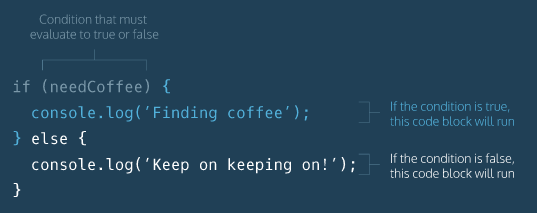 Condition that must
evaluate to true or false
if (needCoffee) {
console.log(‘Finding coffee’);
If the condition is true,
this code block will run
} else {
console.log(‘Keep on keeping on!’);
If the condition is false,
this code block will run
}